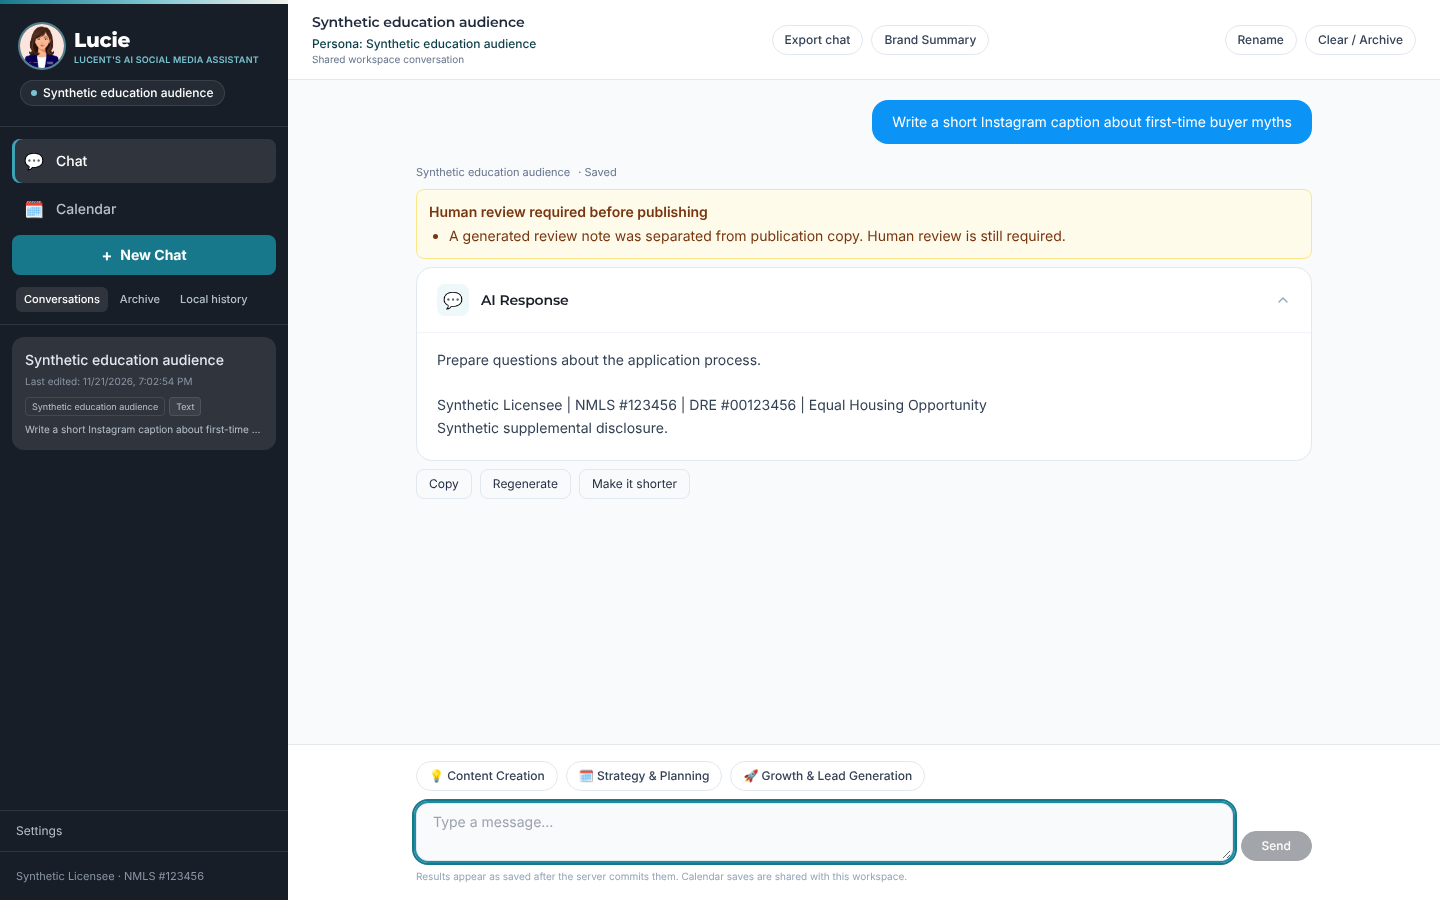 Lucie
LUCENT'S AI SOCIAL MEDIA ASSISTANT
Synthetic education audience
Chat
Calendar
+ New Chat
Conversations
Archive
Local history
Synthetic education audience
Last edited: 11/21/2026, 7:02:54 PM
Synthetic education audience
Text
Write a short Instagram caption about first-time ...
Settings
Synthetic Licensee · NMLS #123456
Synthetic education audience
Persona: Synthetic education audience
Shared workspace conversation
Export chat
Brand Summary
Rename
Clear / Archive
Write a short Instagram caption about first-time buyer myths
Synthetic education audience · Saved
Human review required before publishing
• A generated review note was separated from publication copy. Human review is still required.
AI Response
Prepare questions about the application process.
Synthetic Licensee | NMLS #123456 | DRE #00123456 | Equal Housing Opportunity
Synthetic supplemental disclosure.
Copy
Regenerate
Make it shorter
Content Creation
Strategy & Planning
Growth & Lead Generation
Type a message...
Send
Results appear as saved after the server commits them. Calendar saves are shared with this workspace.